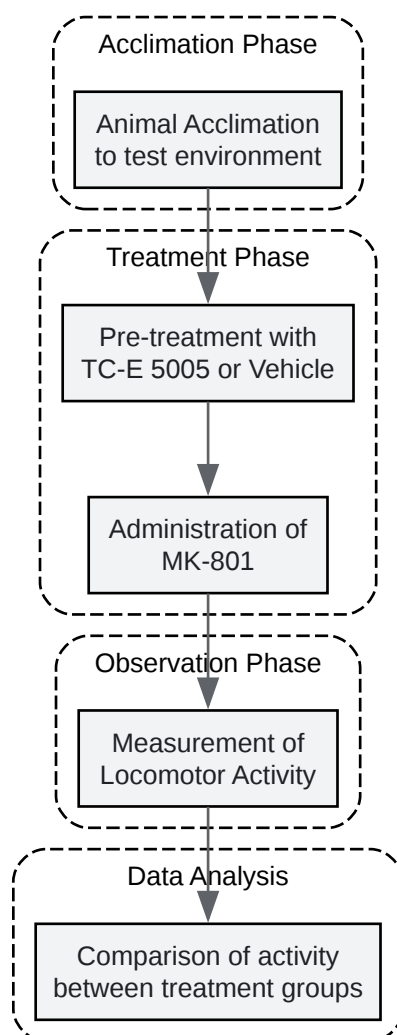 Acclimation Phase
Animal Acclimation
to test environment
Treatment Phase
Pre-treatment with
TC-E 5005 or Vehicle
Administration of
MK-801
Observation Phase
Measurement of
Locomotor Activity
Data Analysis
Comparison of activity
between treatment groups